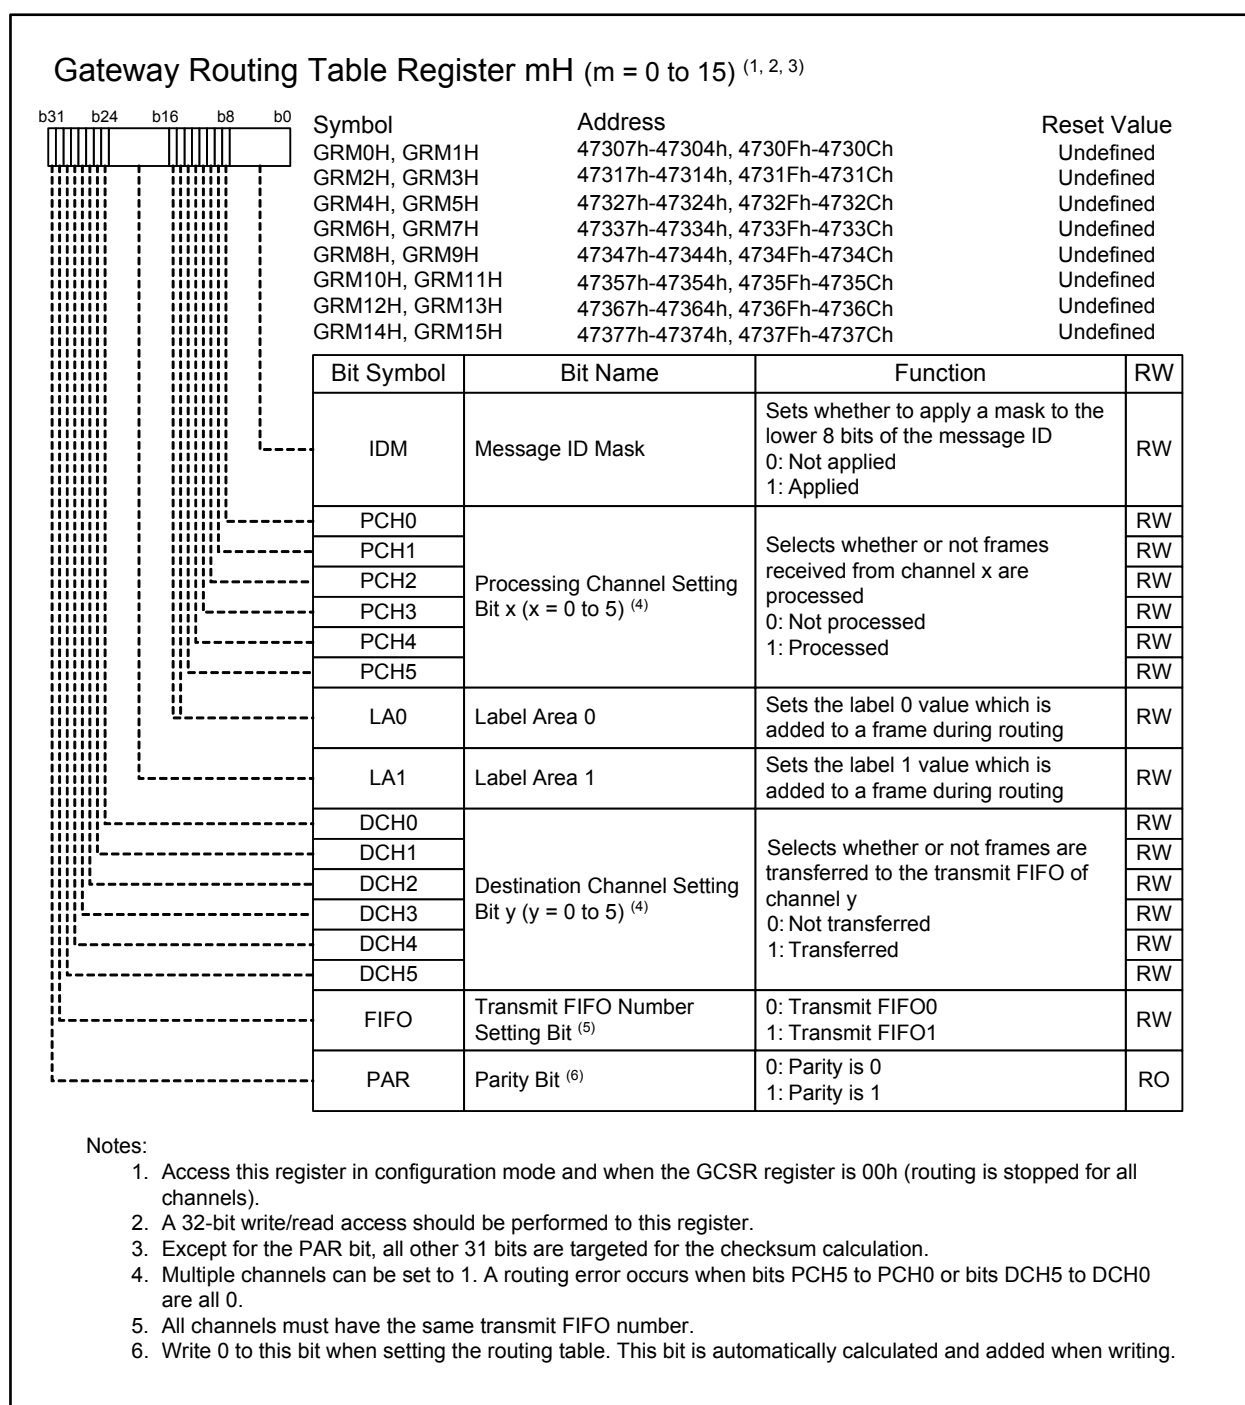 Gateway Routing Table Register mH (m = 0 to 15) (1, 2, 3)
b31 b24 b16 b8 b0
Symbol Address Reset Value
GRM0H, GRM1H 47307h-47304h, 4730Fh-4730Ch Undefined
GRM2H, GRM3H 47317h-47314h, 4731Fh-4731Ch Undefined
GRM4H, GRM5H 47327h-47324h, 4732Fh-4732Ch Undefined
GRM6H, GRM7H 47337h-47334h, 4733Fh-4733Ch Undefined
GRM8H, GRM9H 47347h-47344h, 4734Fh-4734Ch Undefined
GRM10H, GRM11H 47357h-47354h, 4735Fh-4735Ch Undefined
GRM12H, GRM13H 47367h-47364h, 4736Fh-4736Ch Undefined
GRM14H, GRM15H 47377h-47374h, 4737Fh-4737Ch Undefined
Bit Symbol Bit Name Function RW
IDM Message ID Mask Sets whether to apply a mask to the
lower 8 bits of the message ID
0: Not applied
1: Applied
RW
PCH0 RW
PCH1 RW
PCH2 RW
PCH3 RW
PCH4 RW
PCH5 RW
Processing Channel Setting
Bit x (x = 0 to 5) (4)
Selects whether or not frames
received from channel x are
processed
0: Not processed
1: Processed
LA0 Label Area 0 Sets the label 0 value which is
added to a frame during routing
RW
LA1 Label Area 1 Sets the label 1 value which is
added to a frame during routing
RW
DCH0 RW
DCH1 RW
DCH2 RW
DCH3 RW
DCH4 RW
DCH5 RW
Destination Channel Setting
Bit y (y = 0 to 5) (4)
Selects whether or not frames are
transferred to the transmit FIFO of
channel y
0: Not transferred
1: Transferred
FIFO Transmit FIFO Number
Setting Bit (5)
0: Transmit FIFO0
1: Transmit FIFO1
RW
PAR Parity Bit (6) 0: Parity is 0
1: Parity is 1
RO
Notes:
1. Access this register in configuration mode and when the GCSR register is 00h (routing is stopped for all
channels).
2. A 32-bit write/read access should be performed to this register.
3. Except for the PAR bit, all other 31 bits are targeted for the checksum calculation.
4. Multiple channels can be set to 1. A routing error occurs when bits PCH5 to PCH0 or bits DCH5 to DCH0
are all 0.
5. All channels must have the same transmit FIFO number.
6. Write 0 to this bit when setting the routing table. This bit is automatically calculated and added when writing.